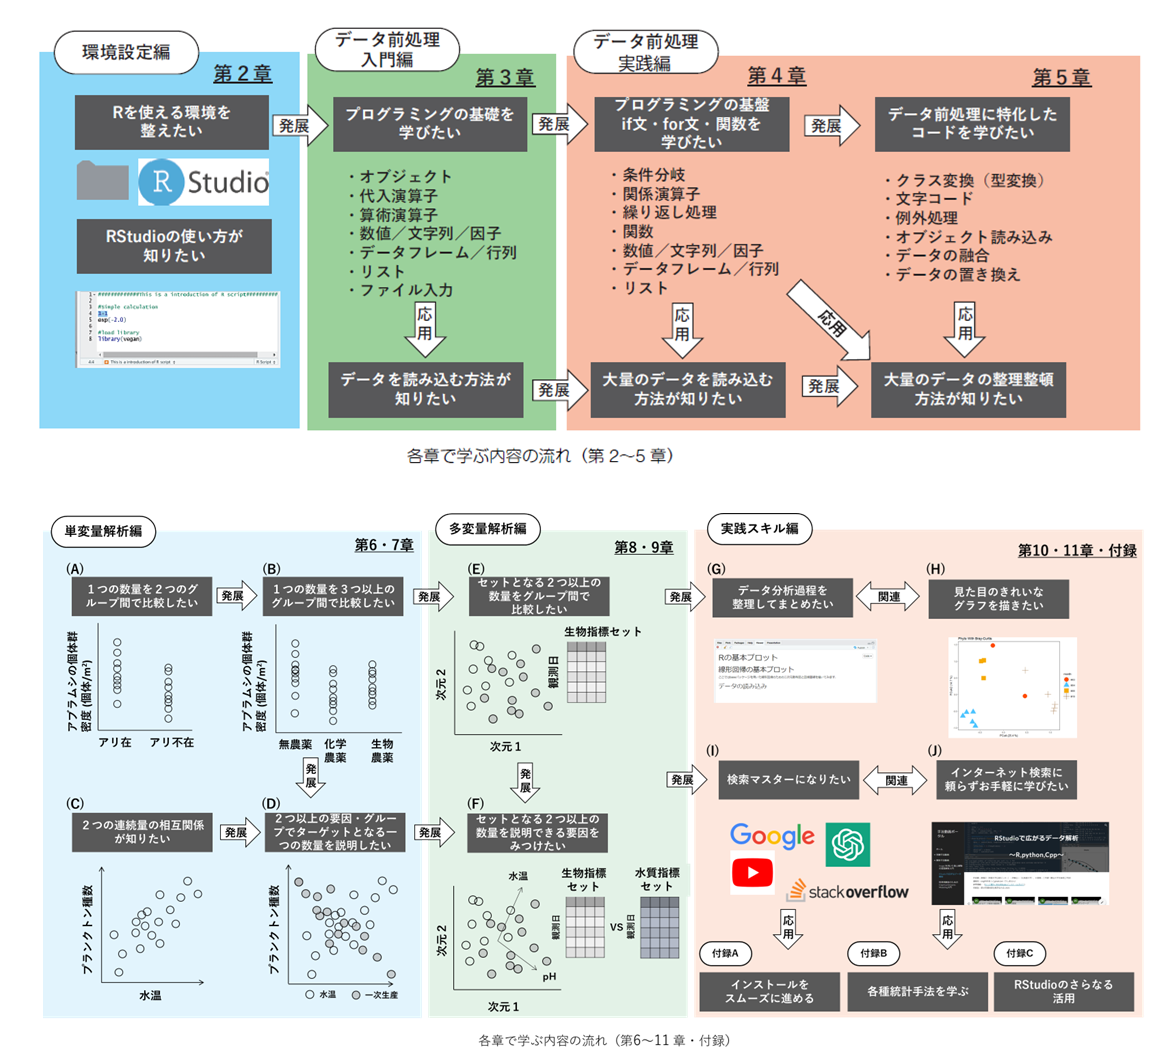 環境設定編
第2章
Rを使える環境を
整えたい
R Studio
RStudioの使い方が
知りたい
#############This is a introduction of R script##########
#Simple calculation
exp(-2.0)
#load library
library(vegan)
This is a introduction of R script
R Script
発展
データ前処理
入門編
第3章
プログラミングの基礎を
学びたい
・オブジェクト
・代入演算子
・算術演算子
・数値／文字列／因子
・データフレーム／行列
・リスト
・ファイル入力
応用
データを読み込む方法が
知りたい
発展
発展
データ前処理
実践編
第4章
プログラミングの基盤
if文・for文・関数を
学びたい
・条件分岐
・関係演算子
・繰り返し処理
・関数
・数値／文字列／因子
・データフレーム／行列
・リスト
応用
応用
大量のデータを読み込む
方法が知りたい
発展
発展
第5章
データ前処理に特化した
コードを学びたい
・クラス変換（型変換）
・文字コード
・例外処理
・オブジェクト読み込み
・データの融合
・データの置き換え
応用
大量のデータの整理整頓
方法が知りたい
各章で学ぶ内容の流れ（第2～5章）
単変量解析編
第6・7章
(A)
１つの数量を２つのグ
ループ間で比較したい
アブラムシの個体群
密度 (個体/m²)
アリ在
アリ不在
発展
(B)
１つの数量を３つ以上の
グループ間で比較したい
アブラムシの個体群
密度 (個体/m²)
無農薬
化学
農薬
生物
農薬
発展
発展
(C)
２つの連続量の相互関係
が知りたい
プランクトン種数
水温
発展
(D)
２つ以上の要因・グルー
プでターゲットとなる一
つの数量を説明したい
プランクトン種数
水温
一次生産
発展
多変量解析編
第8・9章
(E)
セットとなる２つ以上の
数量をグループ間で
比較したい
次元 2
次元 1
生物指標セット
観測日
発展
(F)
セットとなる２つ以上の
数量を説明できる要因を
みつけたい
次元 2
次元 1
水温
pH
生物指標
セット
観測日
VS
水質指標
セット
観測日
発展
発展
実践スキル編
第10・11章・付録
(G)
データ分析過程を
整理してまとめたい
Rの基本プロット
線形回帰の基本プロット
データの読み込み
関連
(H)
見た目のきれいな
グラフを描きたい
(I)
検索マスターになりたい
Google
stackoverflow
関連
(J)
インターネット検索に
頼らずお手軽に学びたい
RStudioで広がるデータ解析
～R,python,Cpp～
応用
応用
付録A
インストールを
スムーズに進める
付録B
各種統計手法を学ぶ
付録C
RStudioのさらなる
活用
各章で学ぶ内容の流れ（第6～11章・付録）